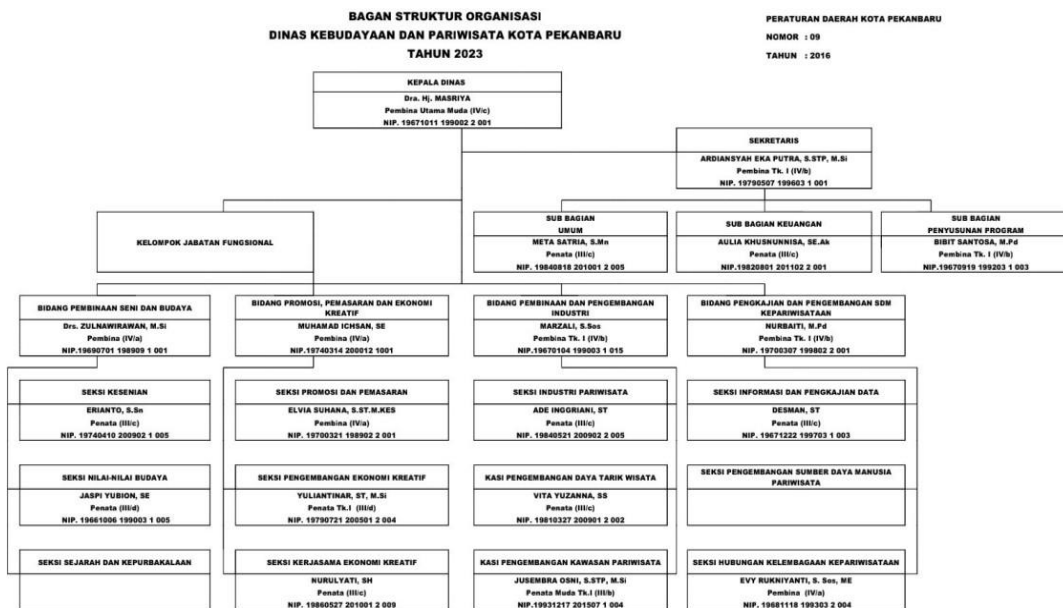 BAGAN STRUKTUR ORGANISASI
DINAS KEBUDAYAAN DAN PARIWISATA KOTA PEKANBARU
TAHUN 2023
PERATURAN DAERAH KOTA PEKANBARU
NOMOR : 09
TAHUN : 2016
KEPALA DINAS
Dra. Hj. MASRIYA
Pembina Utama Muda (IV/c)
NIP. 19671011 199002 2 001
SEKRETARIS
ARDIANSYAH EKA PUTRA, S.STP, M.Si
Pembina Tk. I (IV/b)
NIP. 19790507 199603 1 001
KELOMPOK JABATAN FUNGSIONAL
SUB BAGIAN
UMUM
META SATRIA, S.Mn
Penata (III/c)
NIP. 19840818 201001 2 005
SUB BAGIAN KEUANGAN
AULIA KHUSNUNNISA, SE.Ak
Penata (III/c)
NIP.19820801 201102 2 001
SUB BAGIAN
PENYUSUNAN PROGRAM
BIBIT SANTOSA, M.Pd
Pembina Tk. I (IV/b)
NIP.19670919 199203 1 003
BIDANG PEMBINAAN SENI DAN BUDAYA
Drs. ZULNAWIRAWAN, M.Si
Pembina (IV/a)
NIP.19690701 198909 1 001
BIDANG PROMOSI, PEMASARAN DAN EKONOMI
KREATIF
MUHAMAD ICHSAN, SE
Pembina (IV/a)
NIP.19740314 200012 1001
BIDANG PEMBINAAN DAN PENGEMBANGAN
INDUSTRI
MARZALI, S.Sos
Pembina Tk. I (IV/b)
NIP.19670104 199003 1 015
BIDANG PENGKAJIAN DAN PENGEMBANGAN SDM
KEPARIWISATAAN
NURBAITI, M.Pd
Pembina Tk. I (IV/b)
NIP. 19700307 199802 2 001
SEKSI KESENIAN
ERIANTO, S.Sn
Penata (III/c)
NIP. 19740410 200902 1 005
SEKSI PROMOSI DAN PEMASARAN
ELVIA SUHANA, S.ST.M.KES
Pembina (IV/a)
NIP. 19700321 198902 2 001
SEKSI INDUSTRI PARIWISATA
ADE INGGRIANI, ST
Penata (III/c)
NIP. 19840521 200902 2 005
SEKSI INFORMASI DAN PENGKAJIAN DATA
DESMAN, ST
Penata (III/c)
NIP. 19671222 199703 1 003
SEKSI NILAI-NILAI BUDAYA
JASPI YUBION, SE
Penata (III/d)
NIP. 19661006 199003 1 005
SEKSI PENGEMBANGAN EKONOMI KREATIF
YULIANTINAR, ST, M.Si
Penata Tk.I (III/d)
NIP. 19790721 200501 2 004
KASI PENGEMBANGAN DAYA TARIK WISATA
VITA YUZANNA, SS
Penata (III/c)
NIP. 19810327 200901 2 002
SEKSI PENGEMBANGAN SUMBER DAYA MANUSIA
PARIWISATA
SEKSI SEJARAH DAN KEPURBAKALAAN
SEKSI KERJASAMA EKONOMI KREATIF
NURULYATI, SH
Penata (III/c)
NIP. 19860527 201001 2 009
KASI PENGEMBANGAN KAWASAN PARIWISATA
JUSEMBRA OSNI, S.STP, M.Si
Penata Muda Tk.I (III/b)
NIP.19931217 201507 1 004
SEKSI HUBUNGAN KELEMBAGAAN KEPARIWISATAAN
EVY RUKNIYANTI, S. Sos, ME
Pembina (IV/a)
NIP. 19681118 199303 2 004